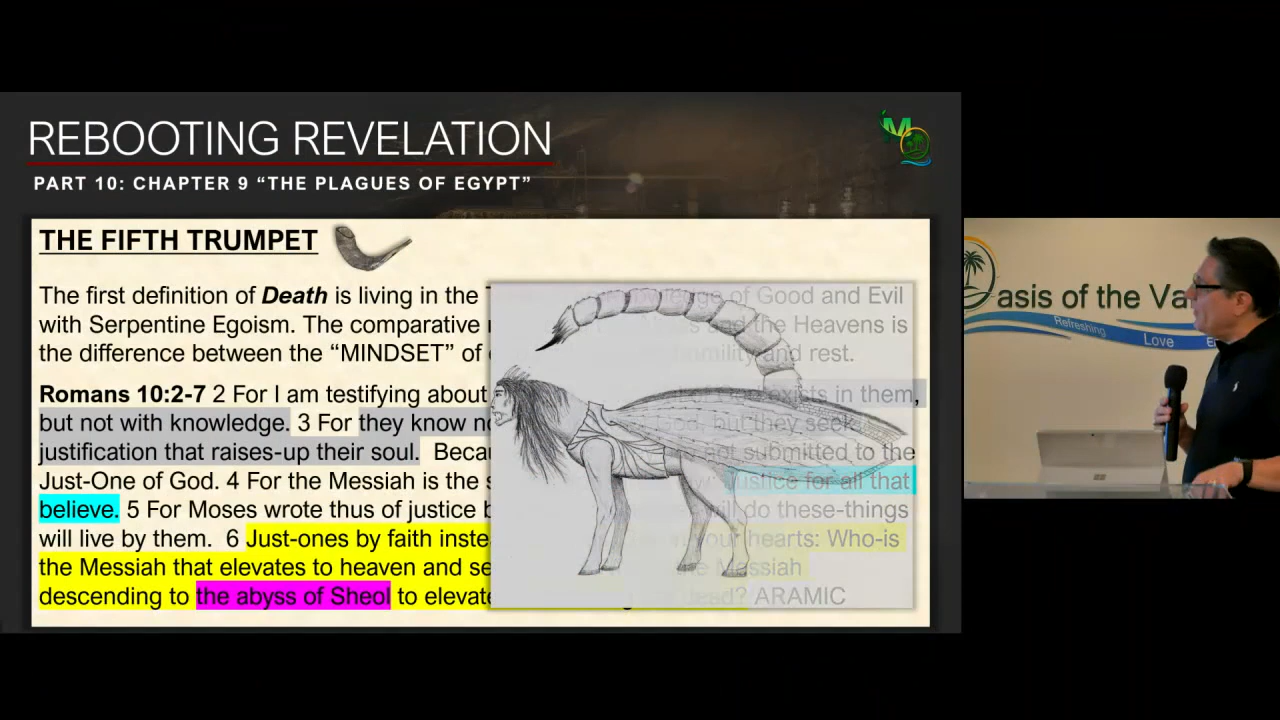 REBOOTING REVELATION
PART 10: CHAPTER 9 “THE PLAGUES OF EGYPT”
THE FIFTH TRUMPET
The first definition of Death is living in the of Good and Evil
with Serpentine Egoism. The comparative and the Heavens is
the difference between the “MINDSET” of humility and rest.
Romans 10:2-7 2 For I am testifying about exists in them,
but not with knowledge. 3 For they know God, but they seek
justification that raises-up their soul. Because not submitted to the
Just-One of God. 4 For the Messiah is the justice for all that
believe. 5 For Moses wrote thus of justice will do these-things
will live by them. 6 Just-ones by faith your hearts: Who-is
the Messiah that elevates to heaven and Messiah
descending to the abyss of Sheol to elevate dead? ARAMIC
M
asis of the Va
Refreshing
Love